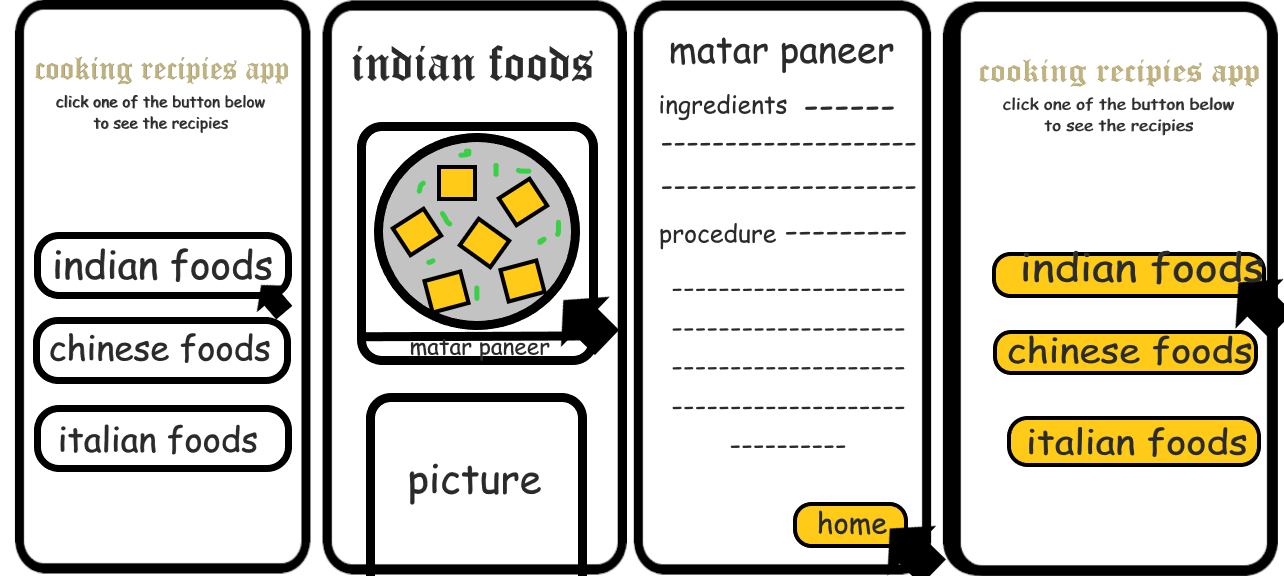 cooking recipies app
click one of the button below
to see the recipies
indian foods
chinese foods
italian foods
indian foods
matar paneer
picture
matar paneer
ingredients
procedure
home
cooking recipies app
click one of the button below
to see the recipies
indian foods
chinese foods
italian foods